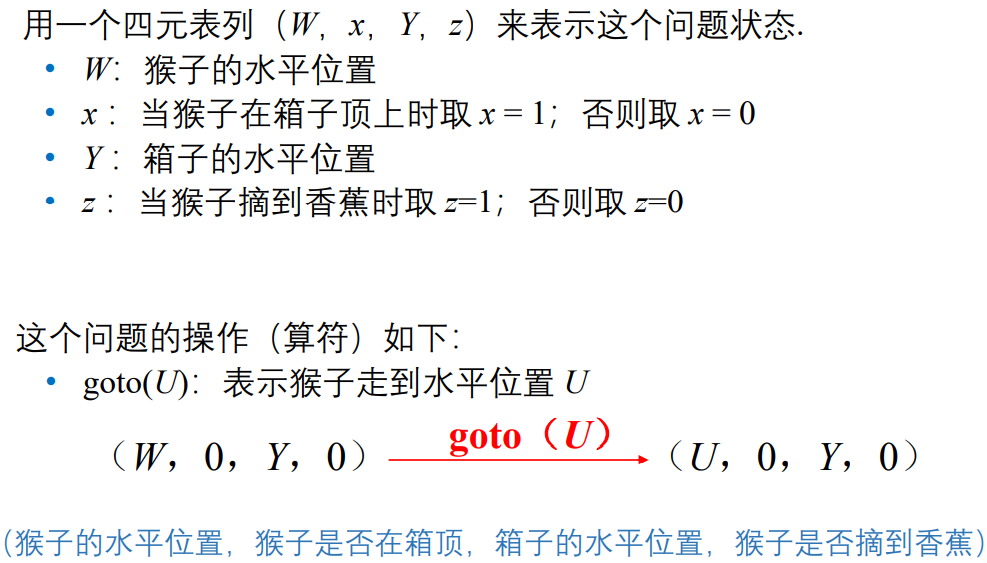 用一个四元表列（W，x，Y，z）来表示这个问题状态.
• W：猴子的水平位置
• x：当猴子在箱子顶上时取 x = 1；否则取 x = 0
• Y：箱子的水平位置
• z：当猴子摘到香蕉时取 z=1；否则取 z=0
这个问题的操作（算符）如下：
• goto(U)：表示猴子走到水平位置 U
goto（U）
（W，0，Y，0） （U，0，Y，0）
（猴子的水平位置，猴子是否在箱顶，箱子的水平位置，猴子是否摘到香蕉）